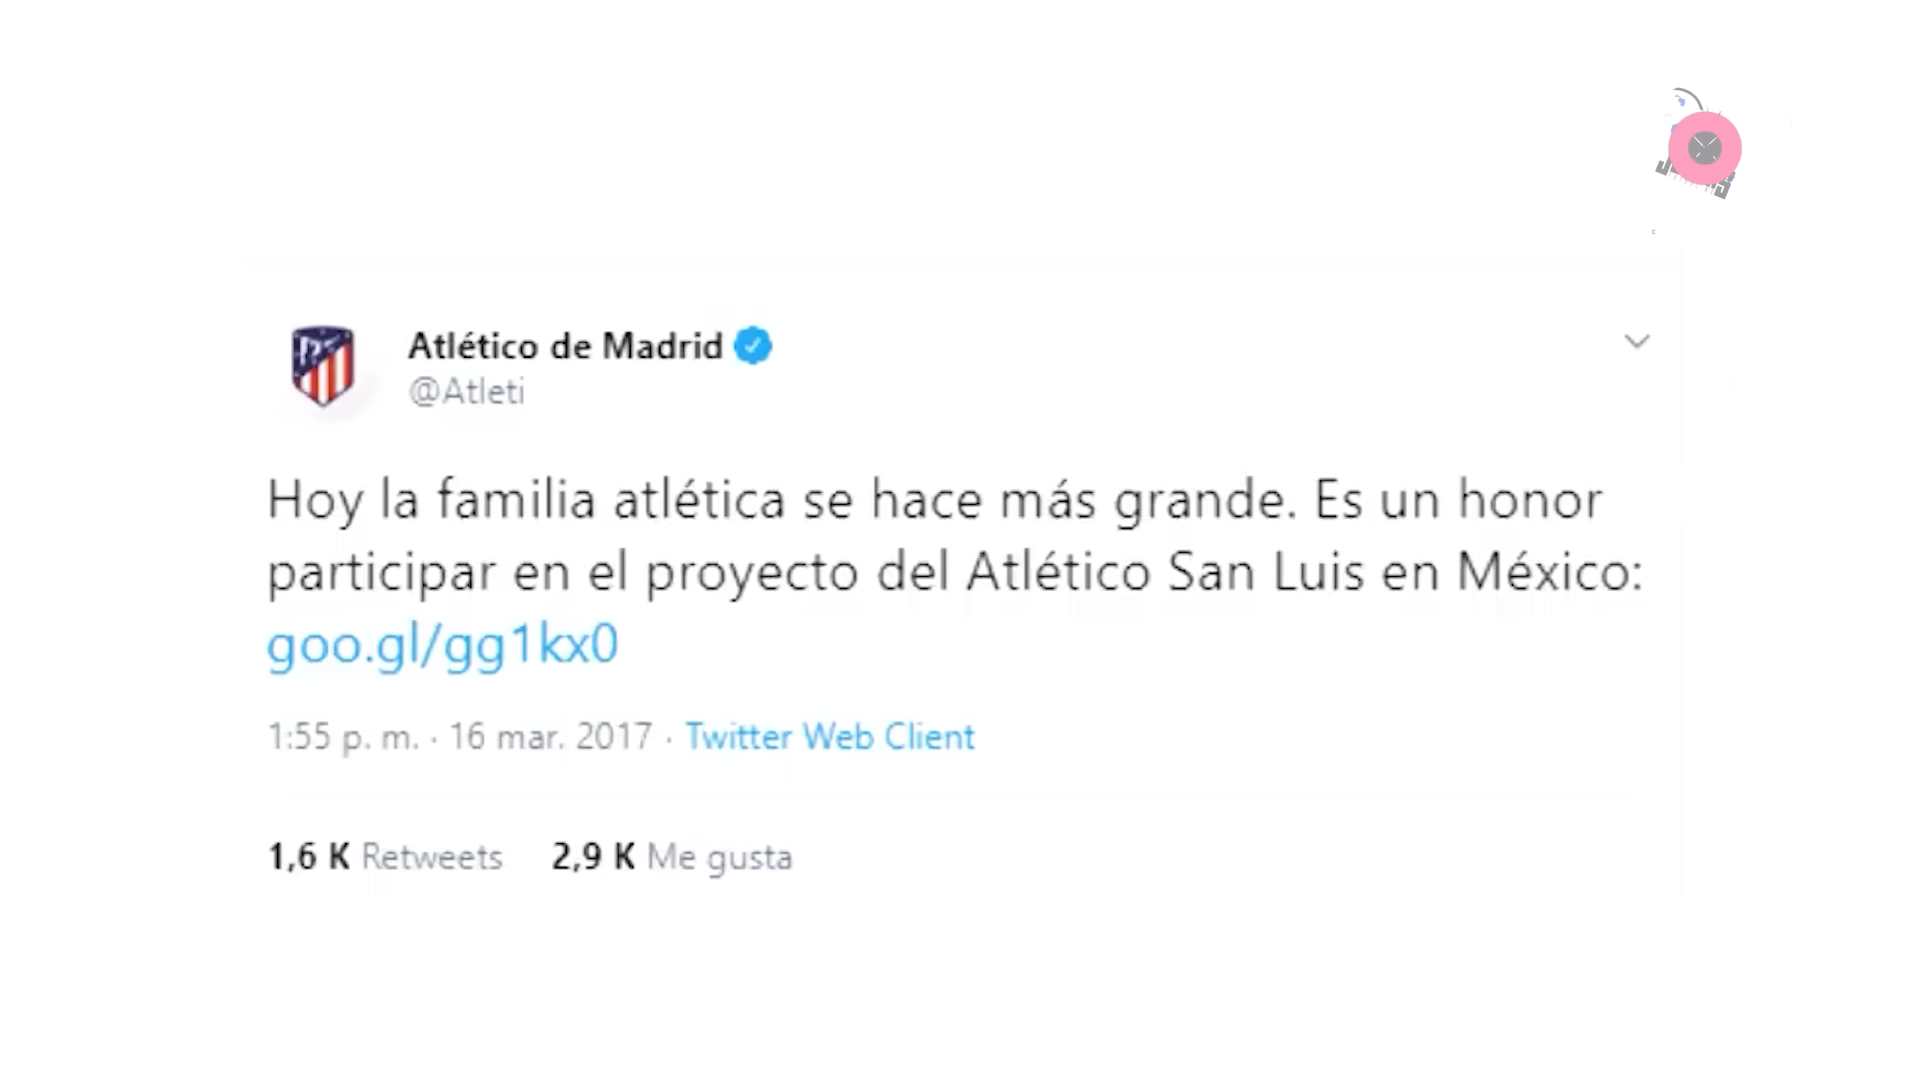 Atlético de Madrid
@Atleti
Hoy la familia atlética se hace más grande. Es un honor
participar en el proyecto del Atlético San Luis en México:
goo.gl/gg1kx0
1:55 p. m. · 16 mar. 2017 · Twitter Web Client
1,6 K Retweets 2,9 K Me gusta